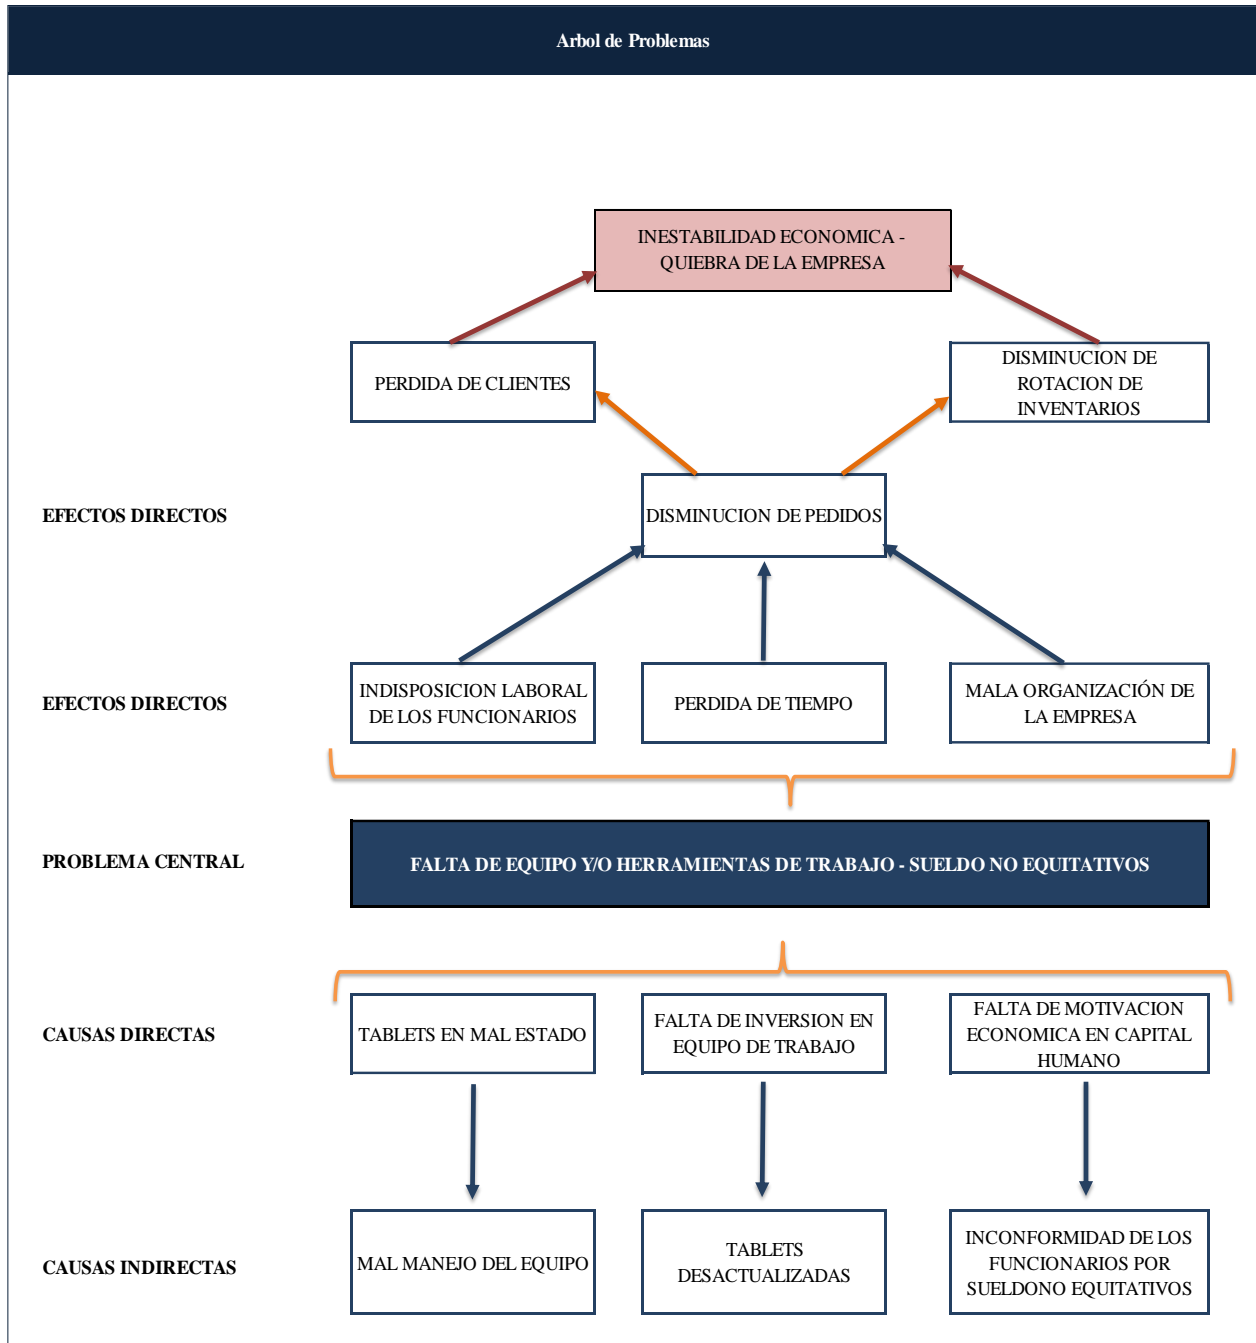 Arbol de Problemas
INESTABILIDAD ECONOMICA -
QUIEBRA DE LA EMPRESA
PERDIDA DE CLIENTES
DISMINUCION DE
ROTACION DE
INVENTARIOS
EFECTOS DIRECTOS
DISMINUCION DE PEDIDOS
EFECTOS DIRECTOS
INDISPOSICION LABORAL
DE LOS FUNCIONARIOS
PERDIDA DE TIEMPO
MALA ORGANIZACIÓN DE
LA EMPRESA
PROBLEMA CENTRAL
FALTA DE EQUIPO Y/O HERRAMIENTAS DE TRABAJO - SUELDO NO EQUITATIVOS
CAUSAS DIRECTAS
TABLETS EN MAL ESTADO
FALTA DE INVERSION EN
EQUIPO DE TRABAJO
FALTA DE MOTIVACION
ECONOMICA EN CAPITAL
HUMANO
CAUSAS INDIRECTAS
MAL MANEJO DEL EQUIPO
TABLETS
DESACTUALIZADAS
INCONFORMIDAD DE LOS
FUNCIONARIOS POR
SUELDONO EQUITATIVOS